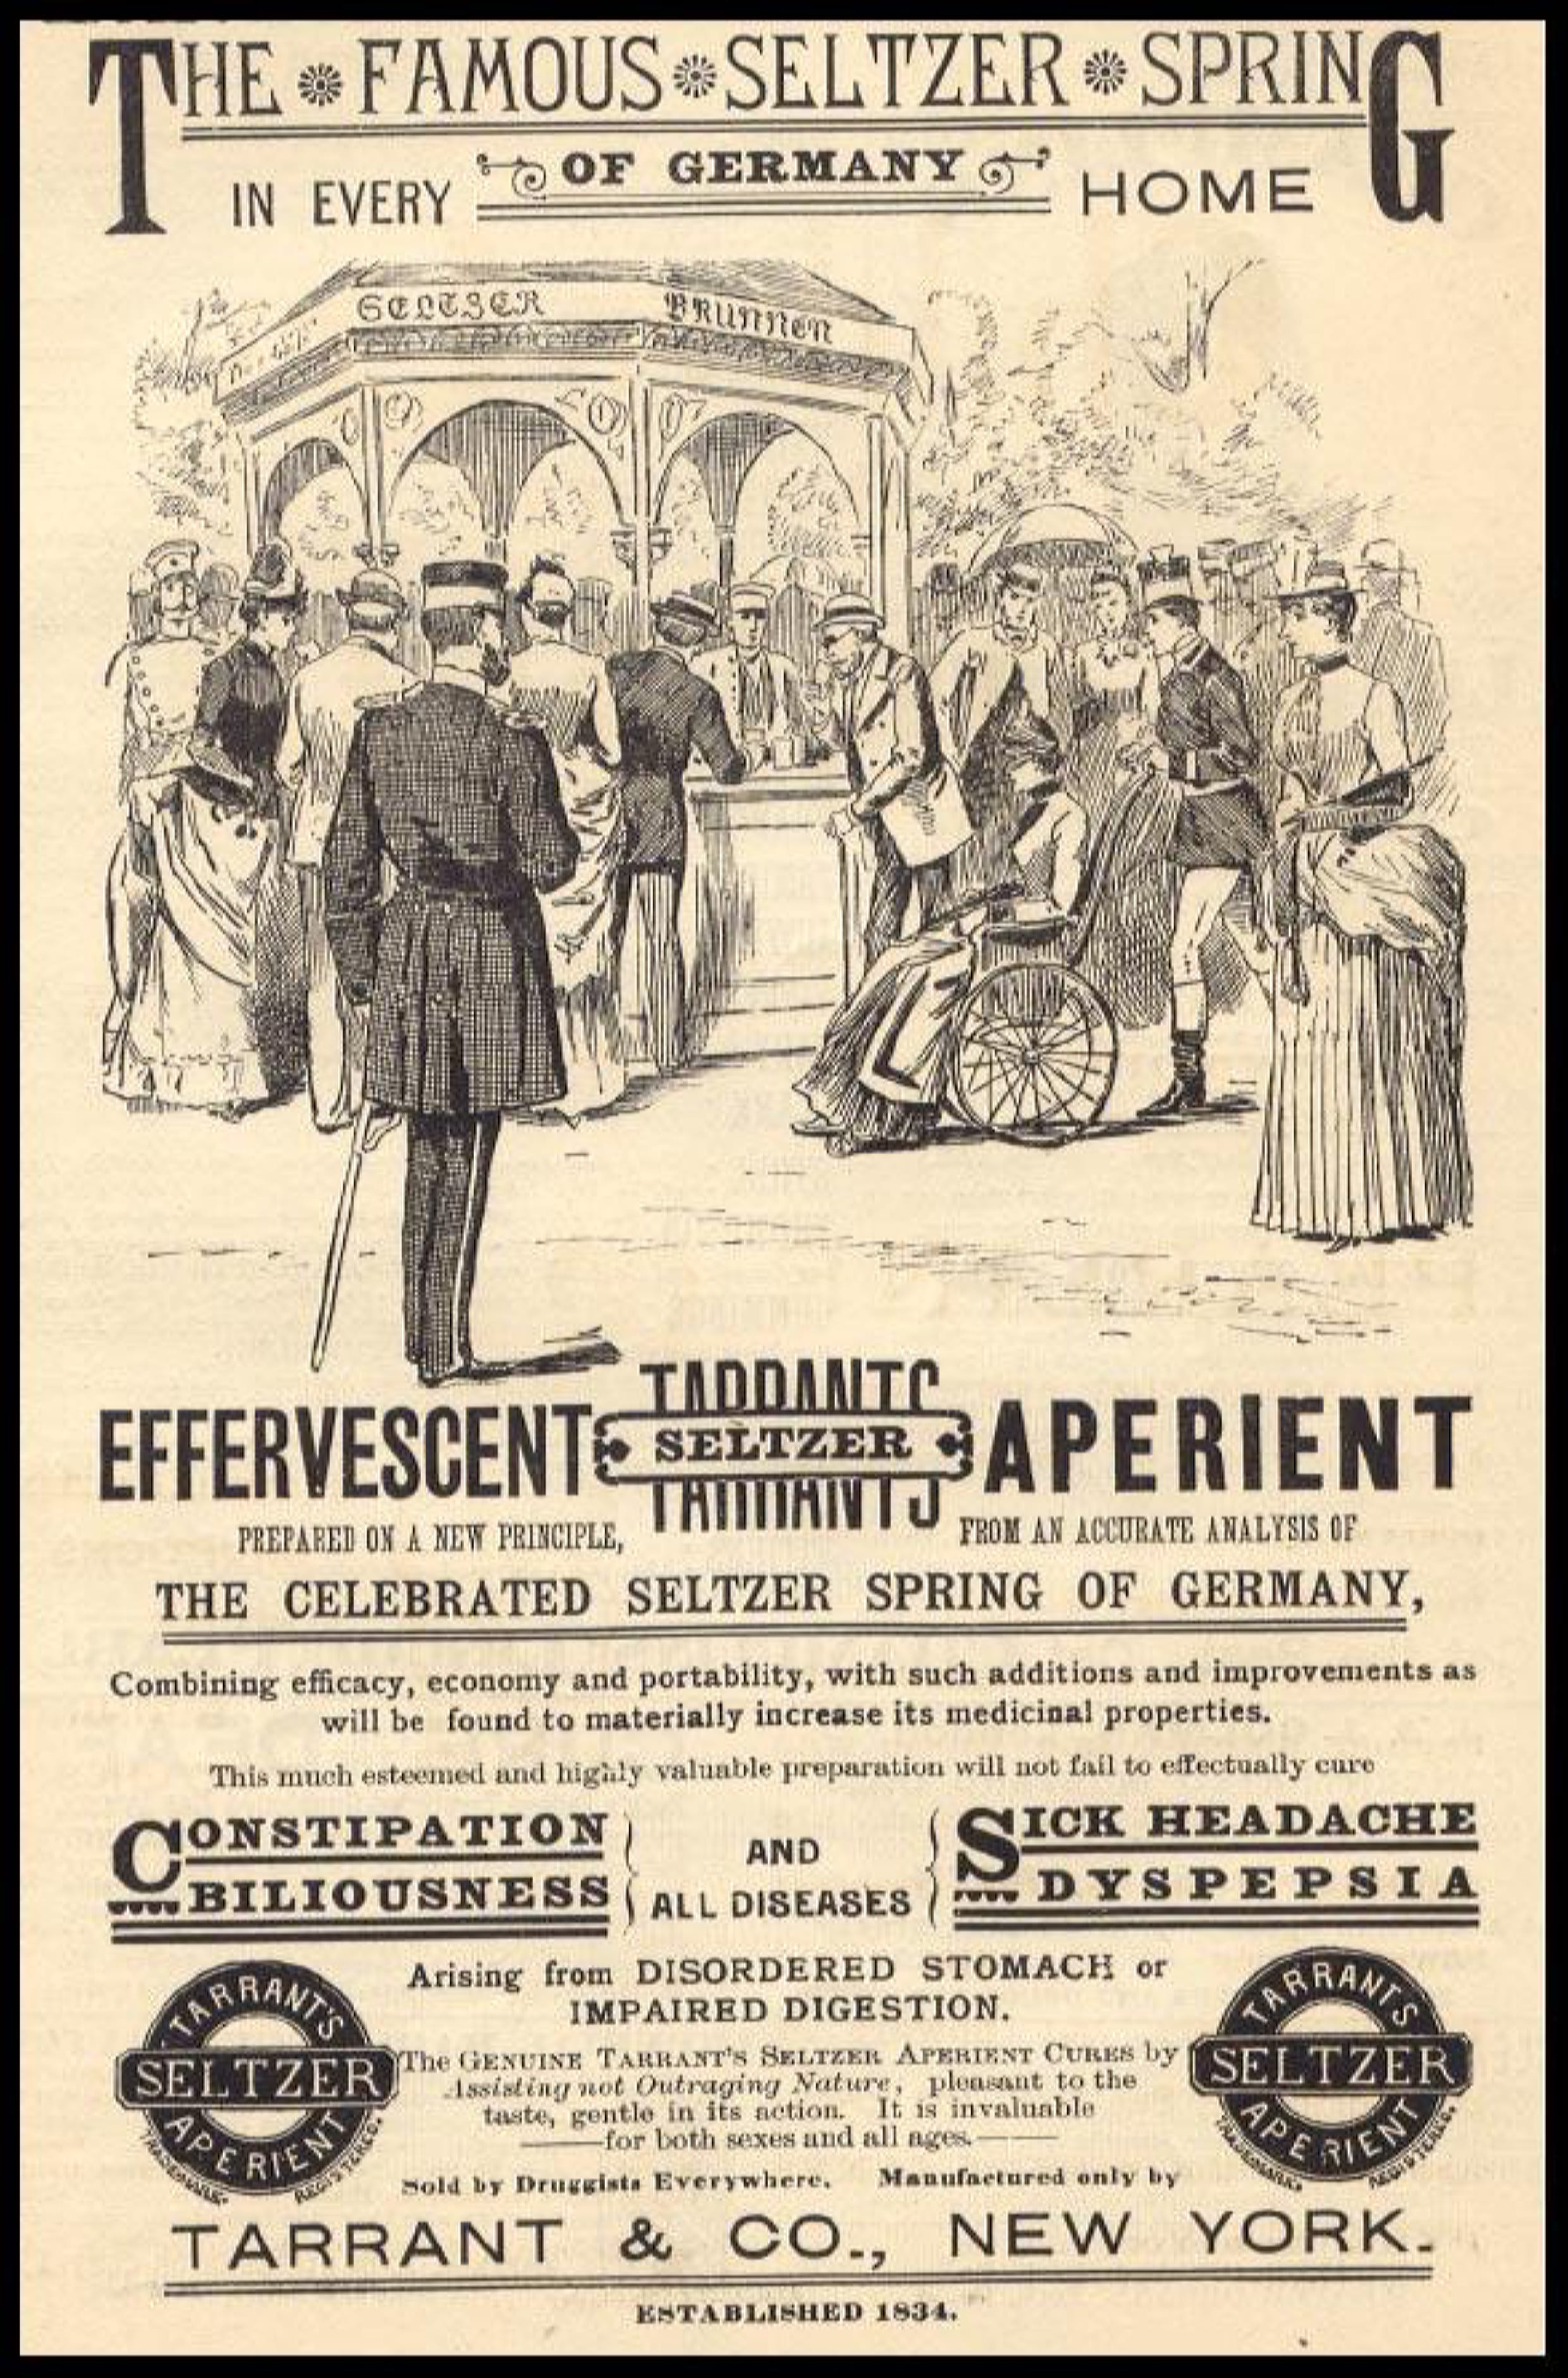 THE FAMOUS SELTZER SPRING
OF GERMANY
IN EVERY HOME
SELTSER BRUNNEN
TARRANTS
EFFERVESCENT SELTZER APERIENT
PREPARED ON A NEW PRINCIPLE, FROM AN ACCURATE ANALYSIS OF
THE CELEBRATED SELTZER SPRING OF GERMANY,
Combining efficacy, economy and portability, with such additions and improvements as
will be found to materially increase its medicinal properties.
This much esteemed and highly valuable preparation will not fail to effectually cure
CONSTIPATION
BILIOUSNESS
AND
ALL DISEASES
SICK HEADACHE
DYSPEPSIA
Arising from DISORDERED STOMACH or
IMPAIRED DIGESTION.
TARRANT'S
SELTZER
APERIENT
TRADEMARK. REGISTERED.
The GENUINE TARRANT'S SELTZER APERIENT CURES by
Assisting not Outraging Nature, pleasant to the
taste, gentle in its action. It is invaluable
for both sexes and all ages.
TARRANT'S
SELTZER
APERIENT
TRADEMARK. REGISTERED.
Sold by Druggists Everywhere. Manufactured only by
TARRANT & CO., NEW YORK.
ESTABLISHED 1834.